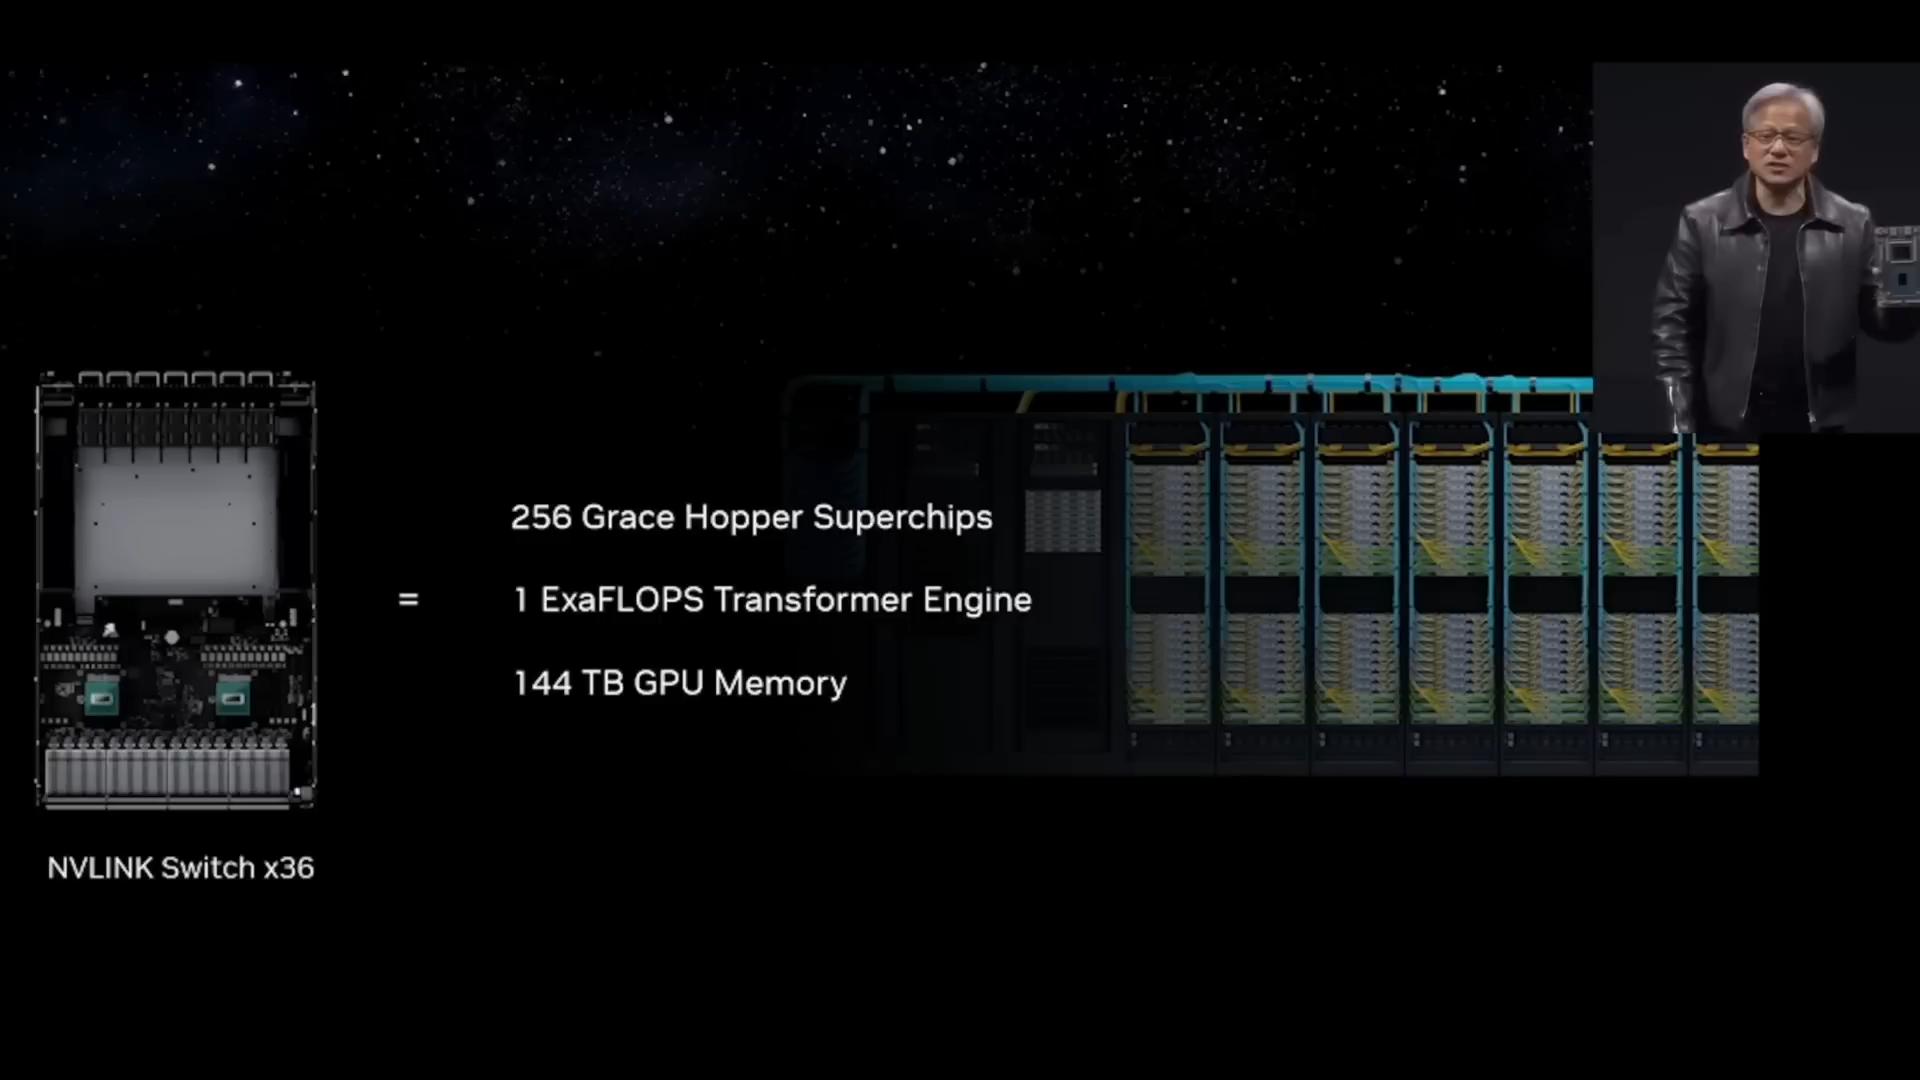 256 Grace Hopper Superchips
=
1 ExaFLOPS Transformer Engine
144 TB GPU Memory
NVLINK Switch x36